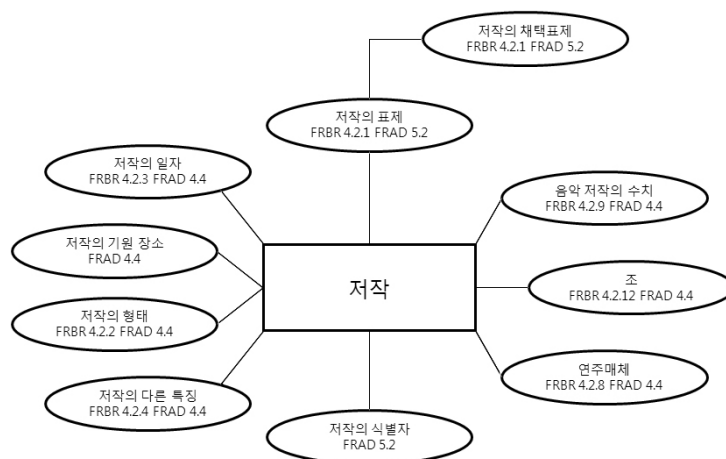 저작의 채택표제
FRBR 4.2.1 FRAD 5.2
저작의 표제
FRBR 4.2.1 FRAD 5.2
저작의 일자
FRBR 4.2.3 FRAD 4.4
음악 저작의 수치
FRBR 4.2.9 FRAD 4.4
저작의 기원 장소
FRAD 4.4
저작
조
FRBR 4.2.12 FRAD 4.4
저작의 형태
FRBR 4.2.2 FRAD 4.4
연주매체
FRBR 4.2.8 FRAD 4.4
저작의 다른 특징
FRBR 4.2.4 FRAD 4.4
저작의 식별자
FRAD 5.2